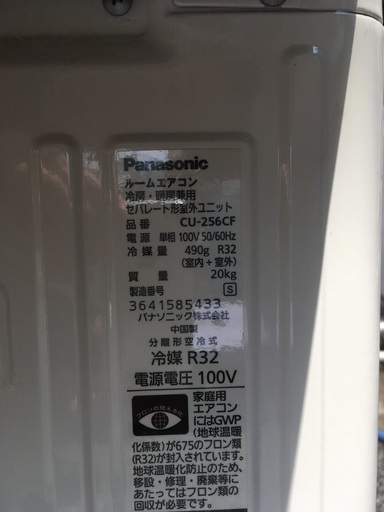 Panasonic
ルームエアコン
冷房・暖房兼用
セパレート形室外ユニット
品番 CU-256CF
電源 単相 100V 50/60Hz
冷媒量 490g R32
(室内+室外)
質量 20kg
製造番号 S
3641585433
パナソニック株式会社
中国製
分離形空冷式
冷媒 R32
電源電圧 100V
家庭用
エアコン
にはGWP
(地球温暖
化係数)が675のフロン類
(R32)が封入されています。
地球温暖化防止のため、
移設・修理・廃棄等に
あたってはフロン類の
回収が必要です。